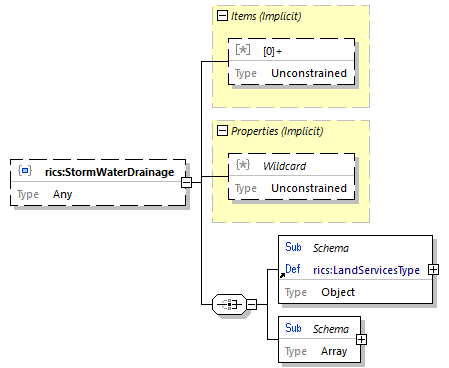 Items (Implicit)
[0]+
Type Unconstrained
Properties (Implicit)
rics:StormWaterDrainage
Type Any
{*} Wildcard
Type Unconstrained
Sub Schema
Def rics:LandServicesType
Type Object
Sub Schema
Type Array